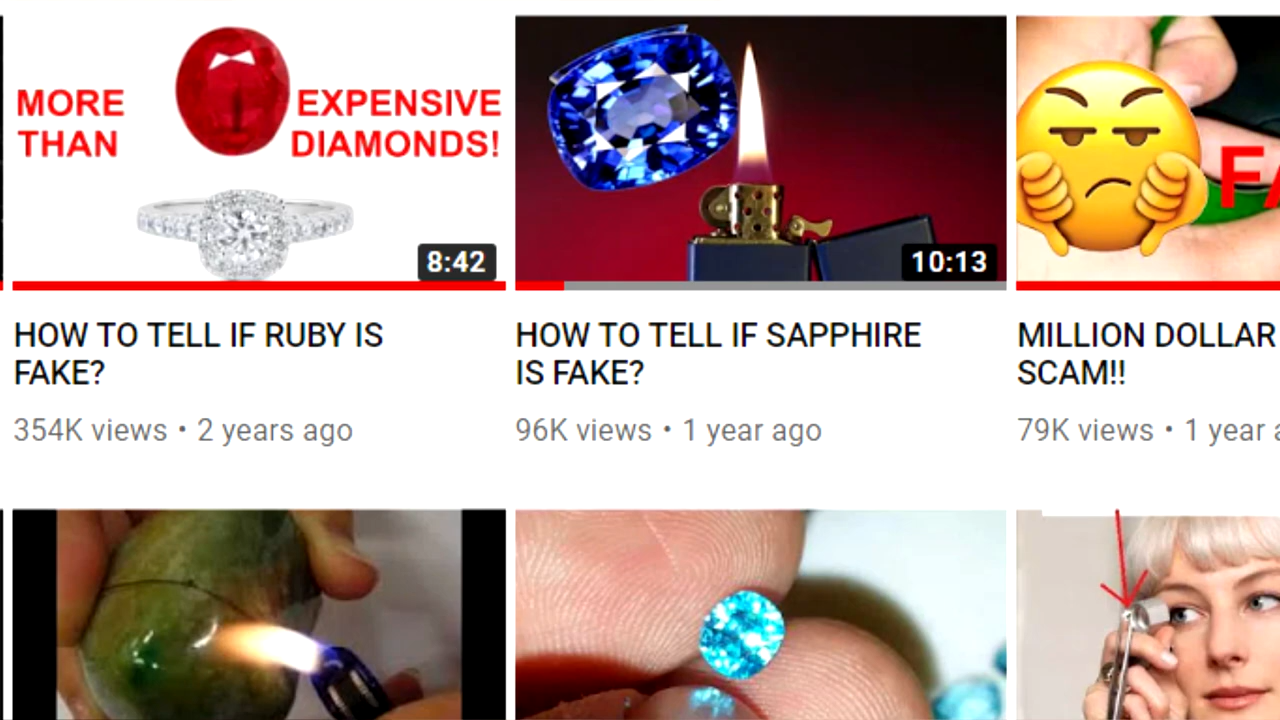 MORE
THAN
EXPENSIVE
DIAMONDS!
8:42
10:13
HOW TO TELL IF RUBY IS
FAKE?
354K views • 2 years ago
HOW TO TELL IF SAPPHIRE
IS FAKE?
96K views • 1 year ago
MILLION DOLLAR
SCAM!!
79K views • 1 year